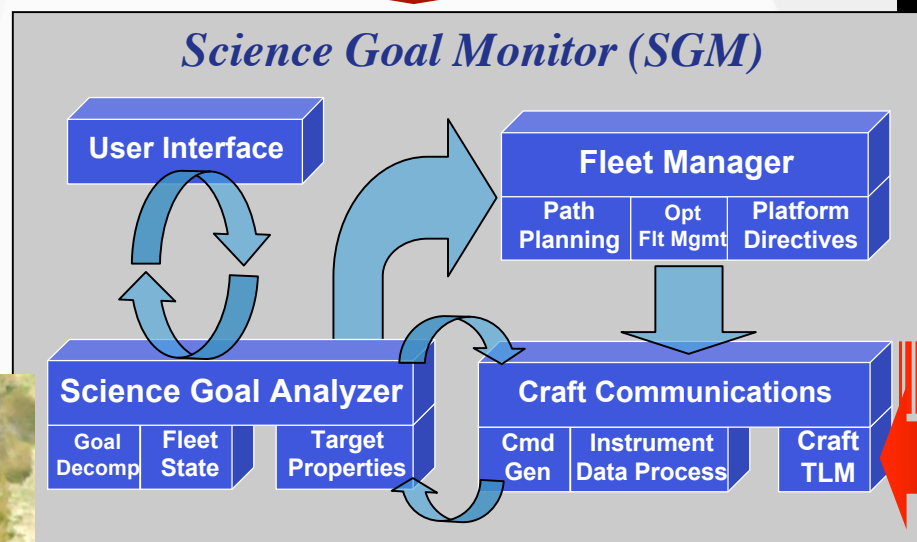 Science Goal Monitor (SGM)
User Interface
Fleet Manager
Path
Planning
Opt
Flt Mgmt
Platform
Directives
Science Goal Analyzer
Goal
Decomp
Fleet
State
Target
Properties
Craft Communications
Cmd
Gen
Instrument
Data Process
Craft
TLM